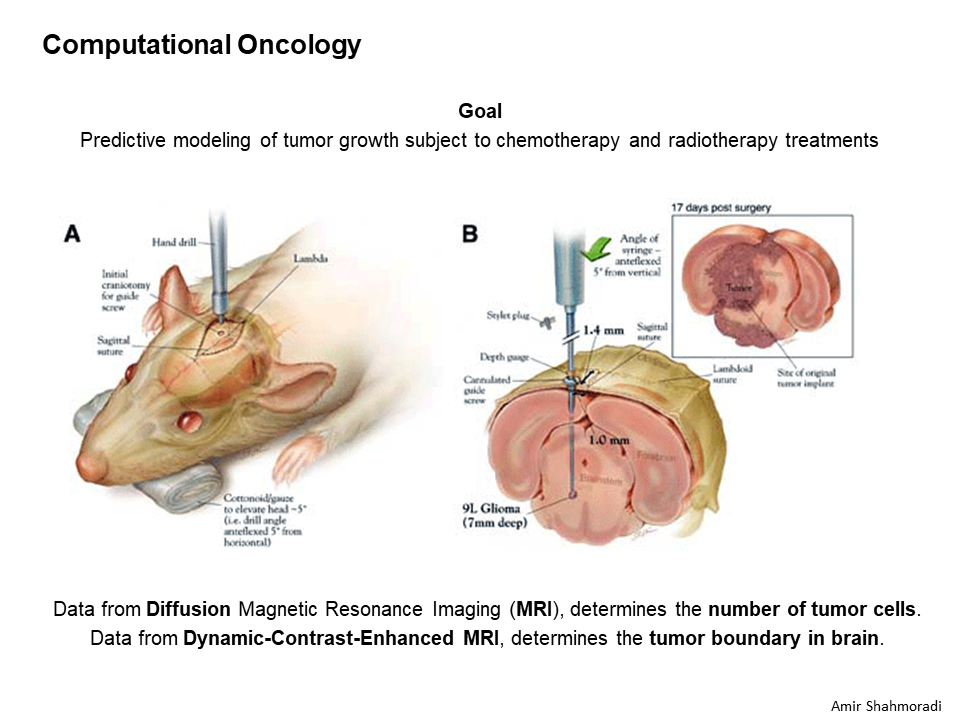 Computational Oncology
Goal
Predictive modeling of tumor growth subject to chemotherapy and radiotherapy treatments
A
Hand drill
Lambda
Initial
craniotomy
for guide
screw
Sagittal
suture
Cottonoid/gauze
to elevate head ~5°
(i.e. drill angle
anteflexed 5° from
horizontal)
B
Angle of
syringe –
anteflexed
5° from vertical
Stylet plug
1.4 mm
Sagittal
suture
Depth guage
Cannulated
guide
screw
Lambdoid
suture
1.0 mm
Brainstem
9L Glioma
(7mm deep)
17 days post surgery
Tumor
Site of original
tumor implant
Data from Diffusion Magnetic Resonance Imaging (MRI), determines the number of tumor cells.
Data from Dynamic-Contrast-Enhanced MRI, determines the tumor boundary in brain.
Amir Shahmoradi